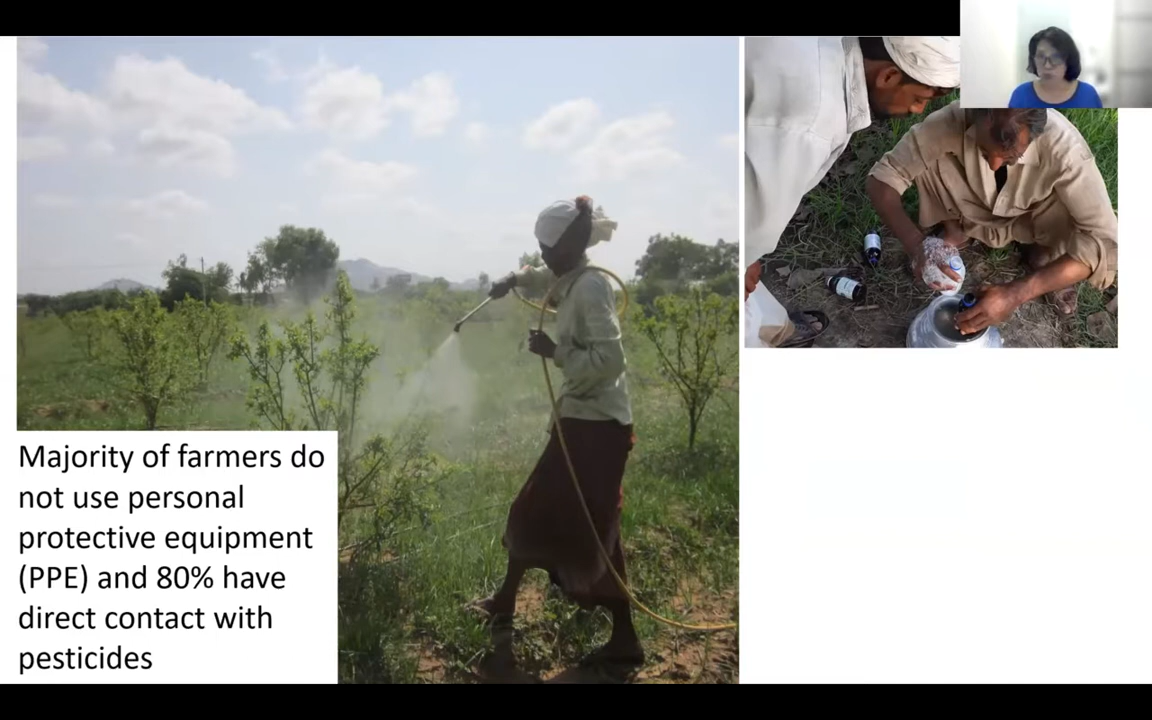 Majority of farmers do
not use personal
protective equipment
(PPE) and 80% have
direct contact with
pesticides